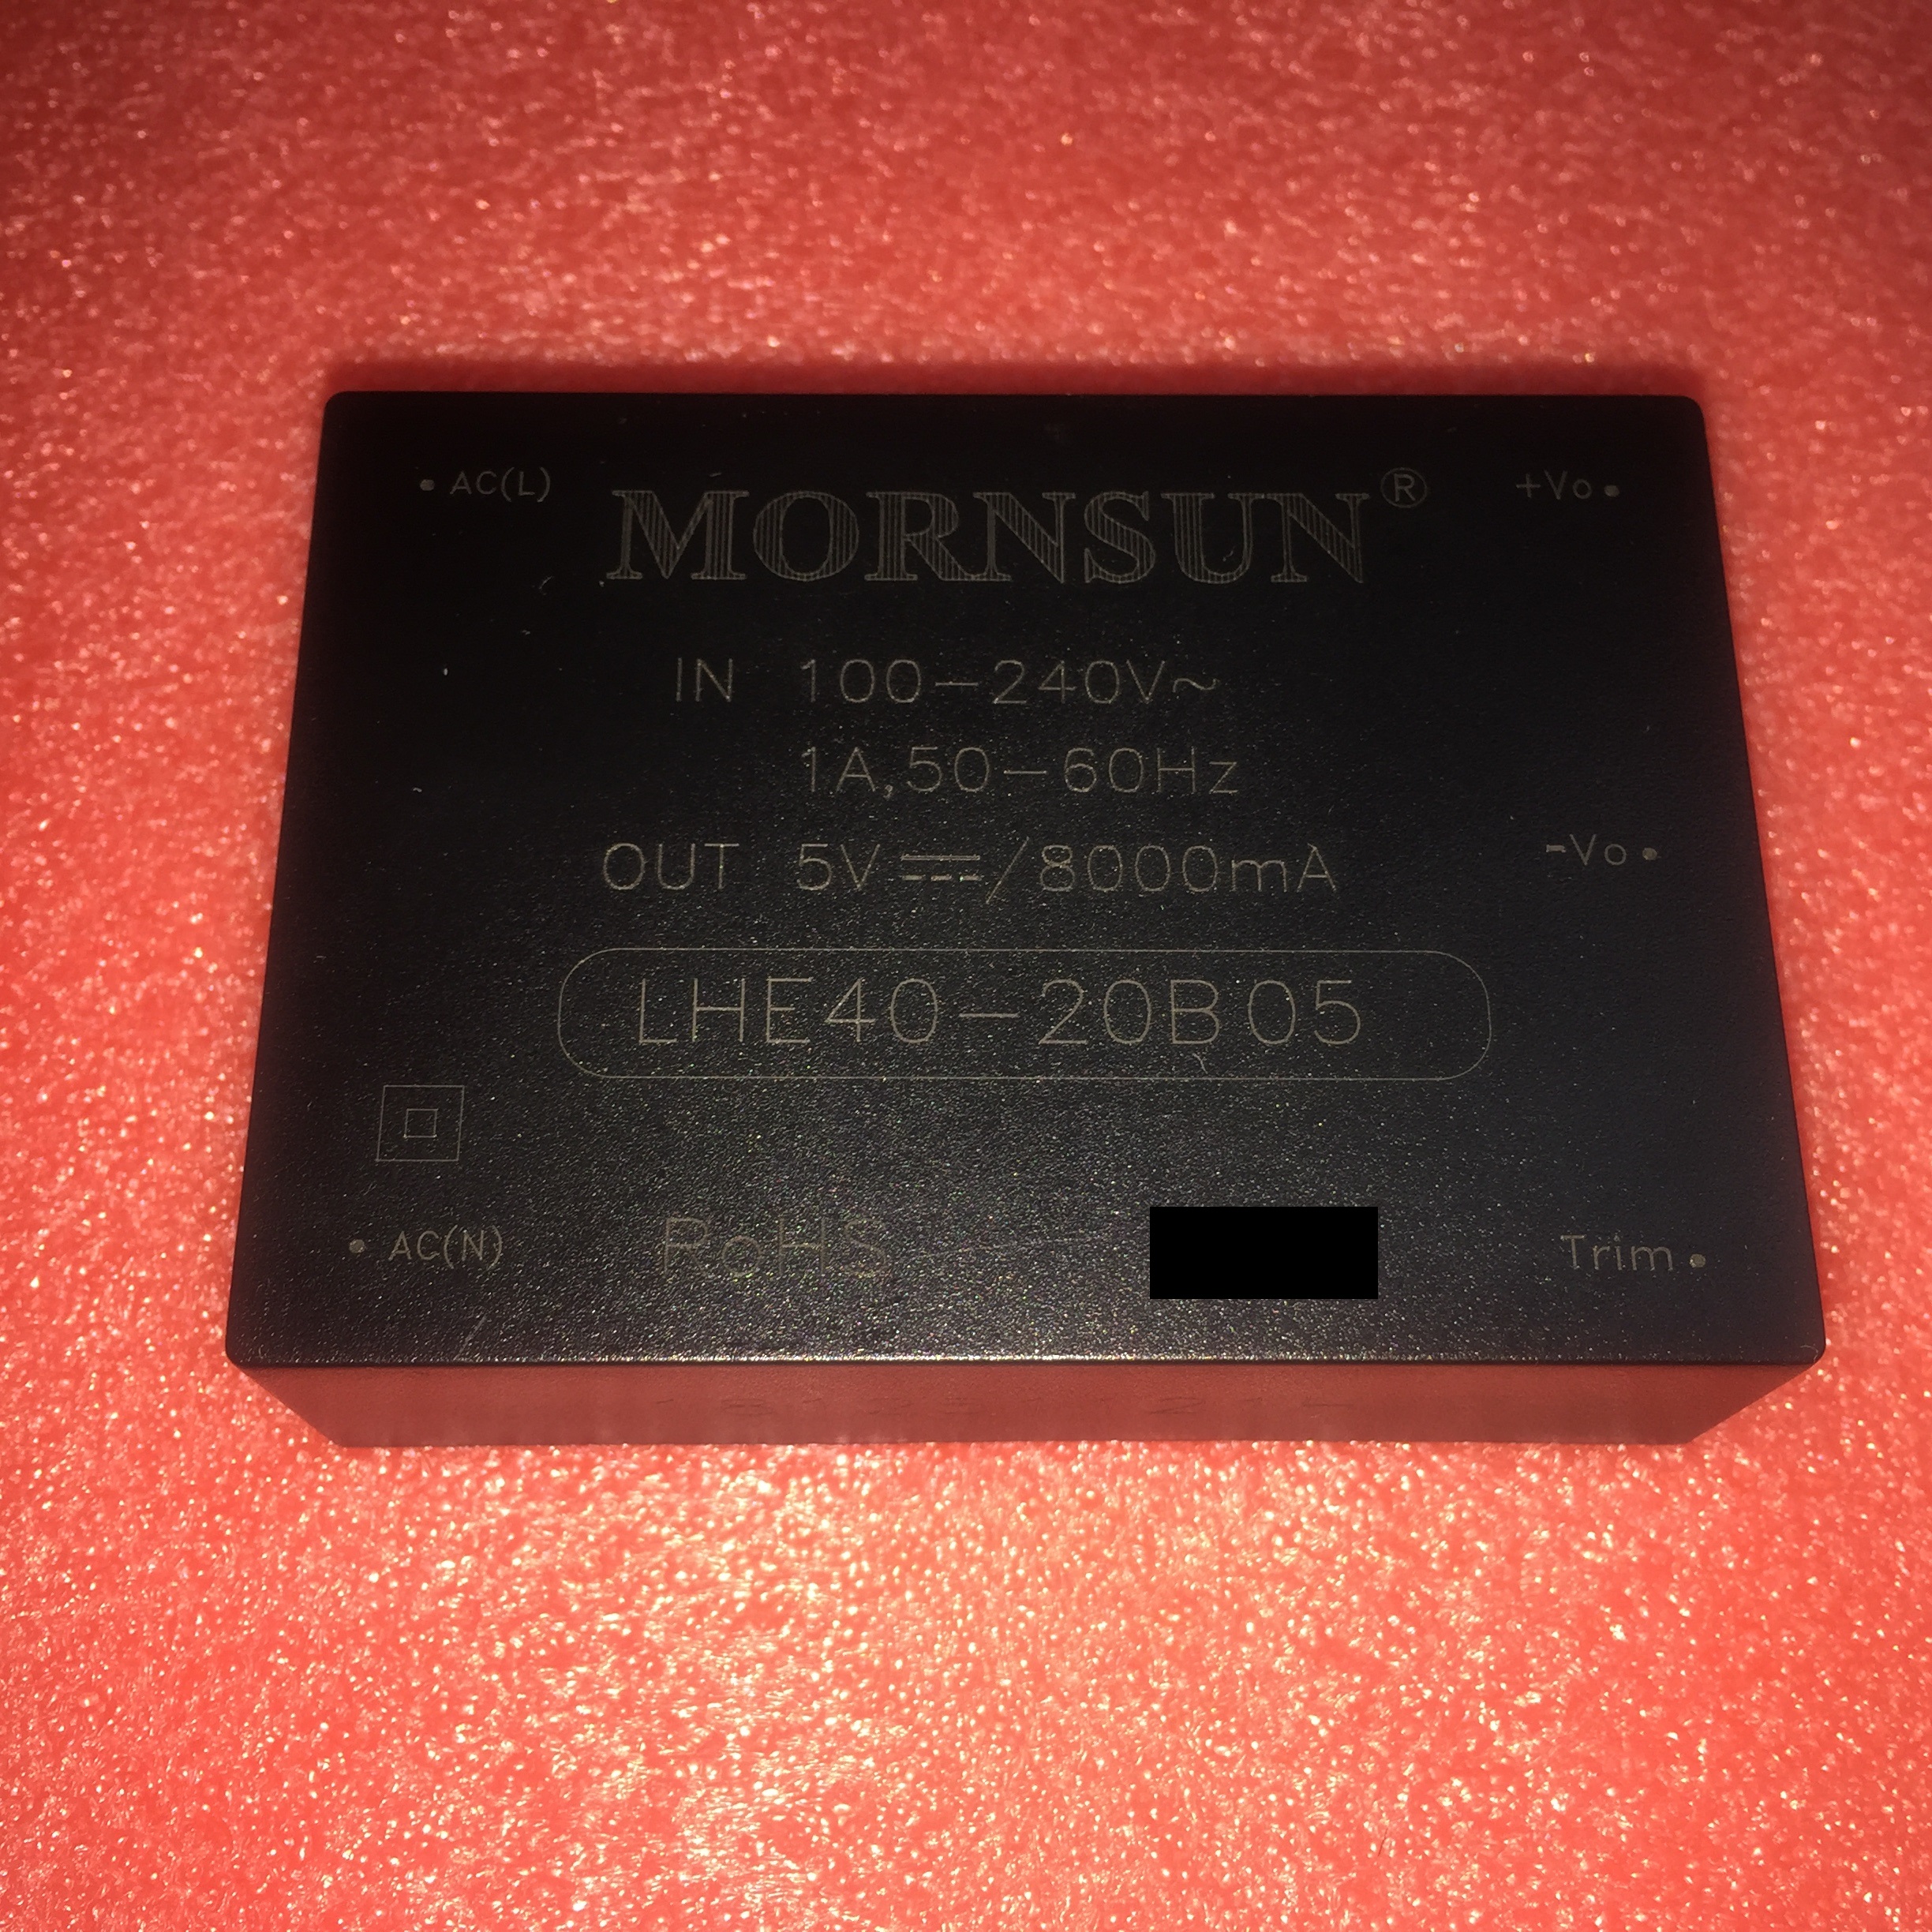 AC(L) MORNSUN® +Vo
IN 100-240V~
1A,50-60Hz
OUT 5V⎓/8000mA
-Vo
LHE40-20B05
AC(N) RoHS Trim